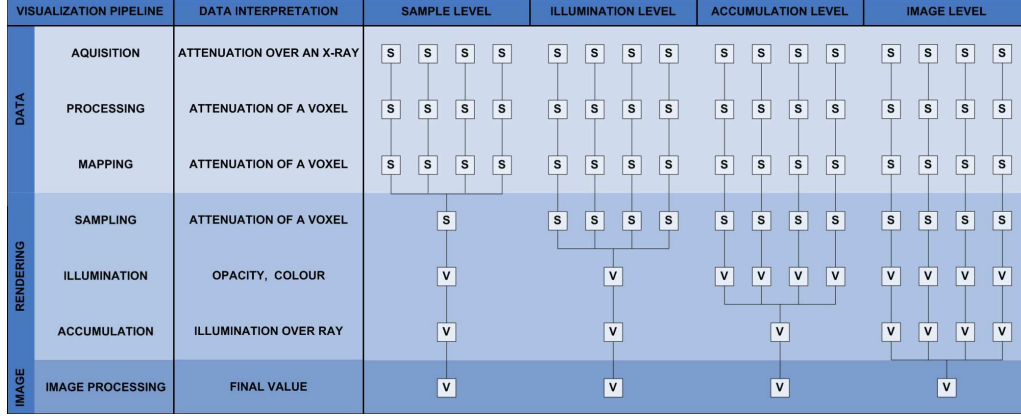 VISUALIZATION PIPELINE DATA INTERPRETATION SAMPLE LEVEL ILLUMINATION LEVEL ACCUMULATION LEVEL IMAGE LEVEL
DATA
AQUISITION ATTENUATION OVER AN X-RAY S S S S S S S S S S S S S S S S
PROCESSING ATTENUATION OF A VOXEL S S S S S S S S S S S S S S S S
MAPPING ATTENUATION OF A VOXEL S S S S S S S S S S S S S S S S
RENDERING
SAMPLING ATTENUATION OF A VOXEL S S S S S S S S S S S S S
ILLUMINATION OPACITY, COLOUR V V V V V V V V V V
ACCUMULATION ILLUMINATION OVER RAY V V V V V V V
IMAGE
IMAGE PROCESSING FINAL VALUE V V V V